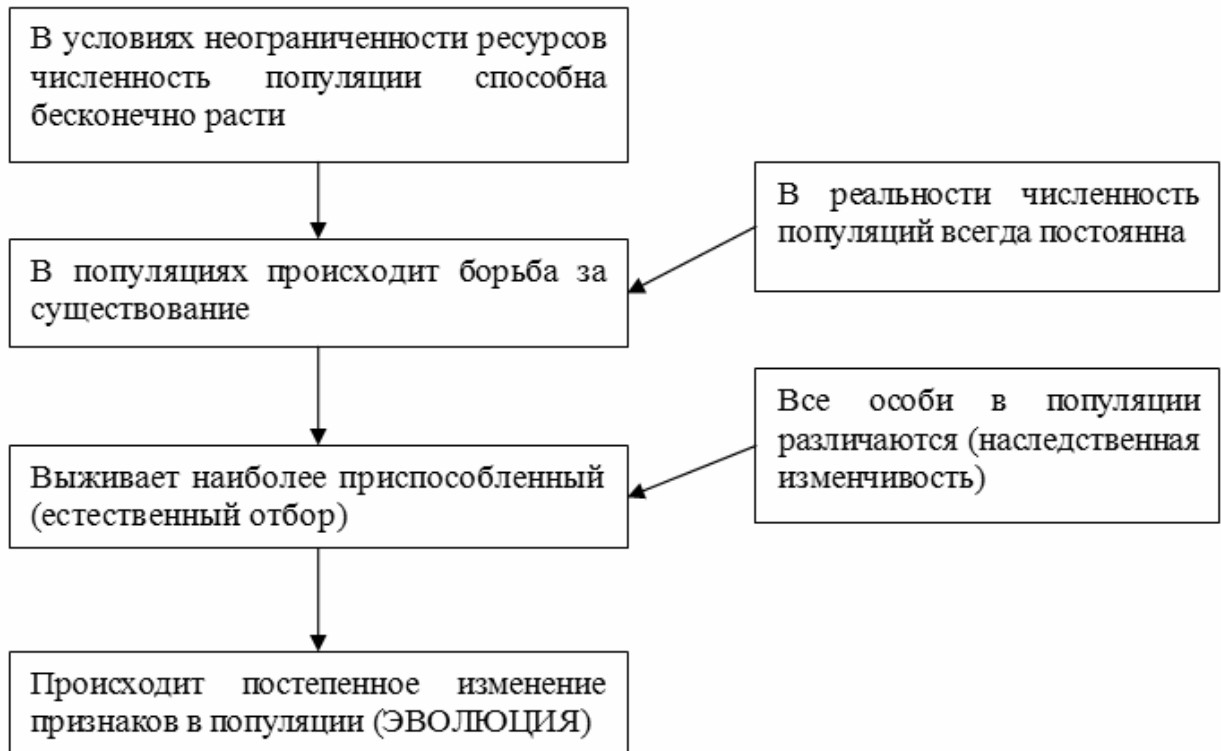 В условиях неограниченности ресурсов
численность популяции способна
бесконечно расти
В реальности численность
популяций всегда постоянна
В популяциях происходит борьба за
существование
Все особи в популяции
различаются (наследственная
изменчивость)
Выживает наиболее приспособленный
(естественный отбор)
Происходит постепенное изменение
признаков в популяции (ЭВОЛЮЦИЯ)